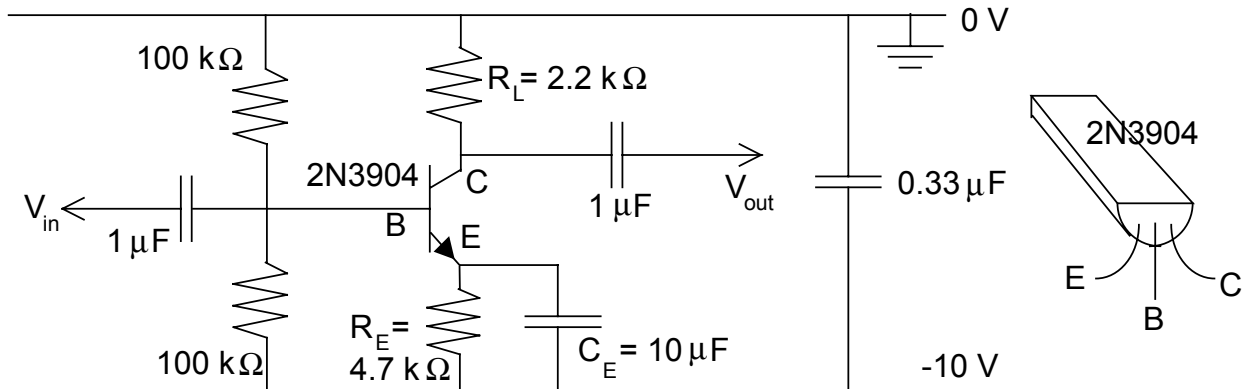 0 V
100 kΩ
R_L= 2.2 kΩ
2N3904
2N3904
C
V_in
B
1 μF
E
1 μF
V_out
0.33 μF
E
C
B
R_E=
4.7 kΩ
C_E = 10 μF
100 kΩ
-10 V